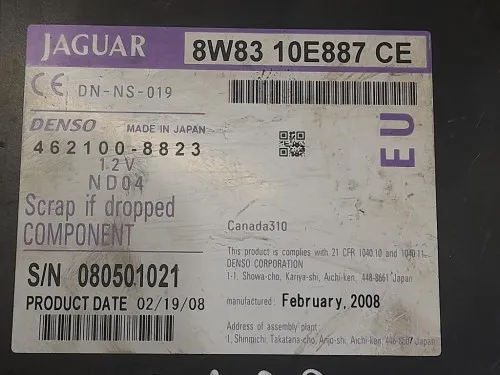 JAGUAR
8W83 10E887 CE
CE DN-NS-019
DENSO MADE IN JAPAN
462100-8823
12V
ND04
Scrap if dropped
COMPONENT
S/N 080501021
PRODUCT DATE 02/19/08
EU
Canada310
This product is complies with 21 CFR 1040.10 and 1040.11
DENSO CORPORATION
1-1, Showa-cho, Kariya-shi, Aichi-ken, 448-8661 Japan
manufactured: February, 2008
Address of assembly plant:
1, Shinmichi, Takatana-cho, Anjo-shi, Aichi-ken, 446-8507 Japan